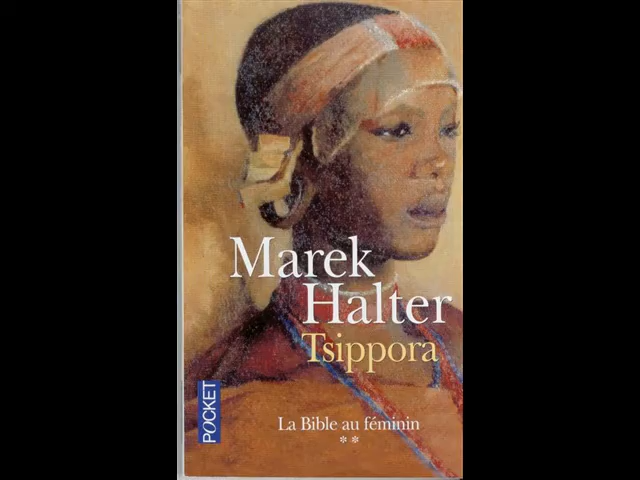 Marek
Halter
Tsippora
La Bible au féminin
**
POCKET